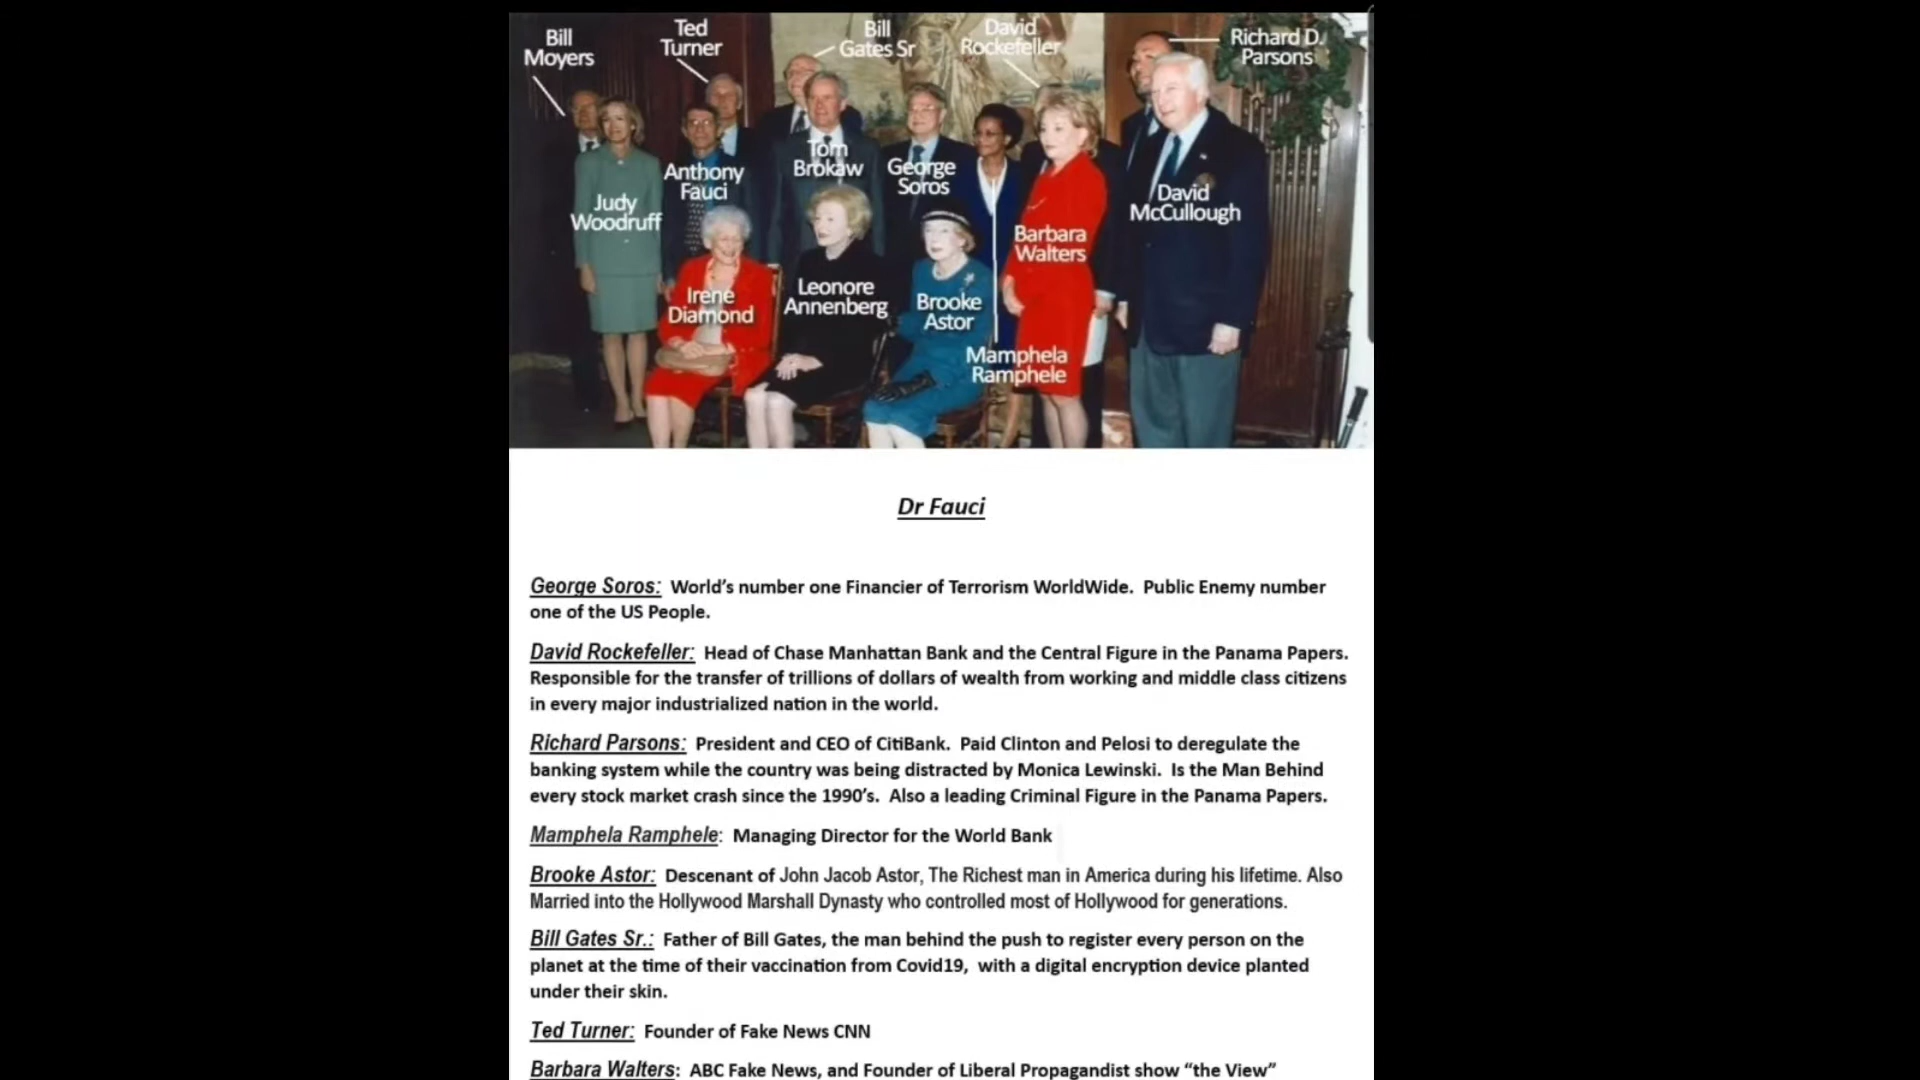 Bill
Moyers
Ted
Turner
Bill
Gates Sr
David
Rockefeller
Richard D.
Parsons
Judy
Woodruff
Anthony
Fauci
Tom
Brokaw
George
Soros
Barbara
Walters
David
McCullough
Irene
Diamond
Leonore
Annenberg
Brooke
Astor
Mamphela
Ramphele
Dr Fauci
George Soros: World's number one Financier of Terrorism WorldWide. Public Enemy number
one of the US People.
David Rockefeller: Head of Chase Manhattan Bank and the Central Figure in the Panama Papers.
Responsible for the transfer of trillions of dollars of wealth from working and middle class citizens
in every major industrialized nation in the world.
Richard Parsons: President and CEO of CitiBank. Paid Clinton and Pelosi to deregulate the
banking system while the country was being distracted by Monica Lewinski. Is the Man Behind
every stock market crash since the 1990's. Also a leading Criminal Figure in the Panama Papers.
Mamphela Ramphele: Managing Director for the World Bank
Brooke Astor: Descenant of John Jacob Astor, The Richest man in America during his lifetime. Also
Married into the Hollywood Marshall Dynasty who controlled most of Hollywood for generations.
Bill Gates Sr.: Father of Bill Gates, the man behind the push to register every person on the
planet at the time of their vaccination from Covid19, with a digital encryption device planted
under their skin.
Ted Turner: Founder of Fake News CNN
Barbara Walters: ABC Fake News, and Founder of Liberal Propagandist show “the View”